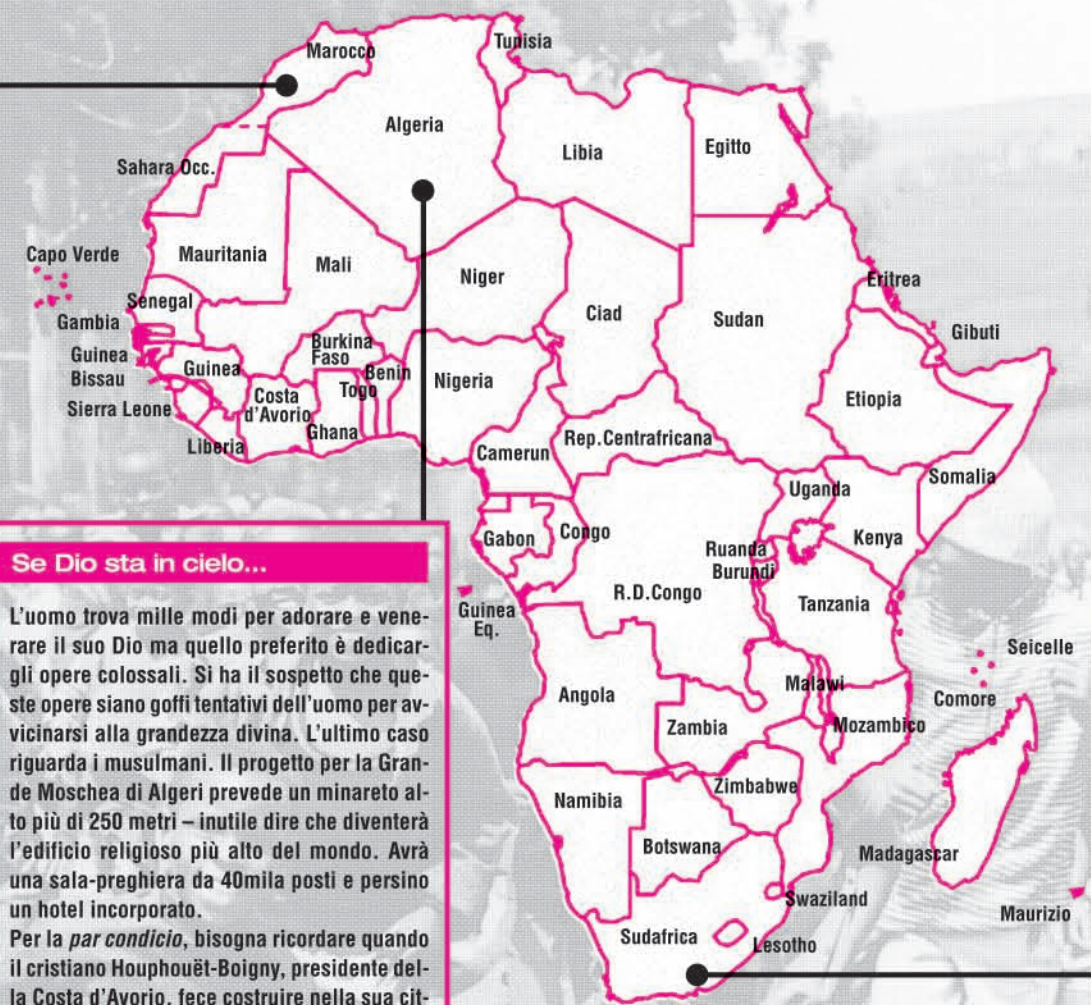 Marocco
Tunisia
Algeria
Libia
Egitto
Sahara Occ.
Capo Verde
Mauritania
Mali
Niger
Ciad
Sudan
Eritrea
Gibuti
Senegal
Gambia
Guinea
Bissau
Guinea
Burkina
Faso
Benin
Togo
Nigeria
Etiopia
Sierra Leone
Costa
d'Avorio
Ghana
Liberia
Camerun
Rep.Centrafricana
Somalia
Uganda
Kenya
Gabon
Congo
Ruanda
Burundi
R.D.Congo
Tanzania
Guinea
Eq.
Seicelle
Comore
Angola
Malawi
Zambia
Mozambico
Zimbabwe
Namibia
Botswana
Madagascar
Maurizio
Swaziland
Sudafrica
Lesotho
Se Dio sta in cielo...
L'uomo trova mille modi per adorare e vene-
rare il suo Dio ma quello preferito è dedicar-
gli opere colossali. Si ha il sospetto che que-
ste opere siano goffi tentativi dell'uomo per av-
vicinarsi alla grandezza divina. L'ultimo caso
riguarda i musulmani. Il progetto per la Gran-
de Moschea di Algeri prevede un minareto al-
to più di 250 metri – inutile dire che diventerà
l'edificio religioso più alto del mondo. Avrà
una sala-preghiera da 40mila posti e persino
un hotel incorporato.
Per la par condicio, bisogna ricordare quando
il cristiano Houphouët-Boigny, presidente del-
la Costa d'Avorio, fece costruire nella sua cit-